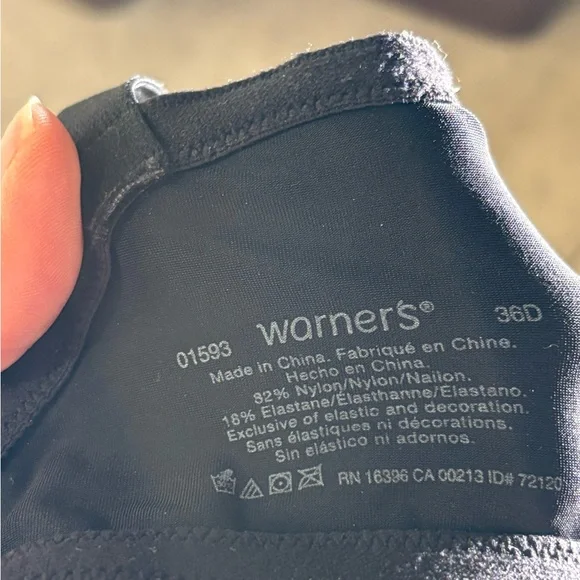 01593 warner's® 36D
Made in China. Fabriqué en Chine.
Hecho en China.
82% Nylon/Nylon/Nailon.
18% Elastane/Élasthanne/Elastano.
Exclusive of elastic and decoration.
Sans élastiques ni décorations.
Sin elástico ni adornos.
RN 16396 CA 00213 ID# 72120